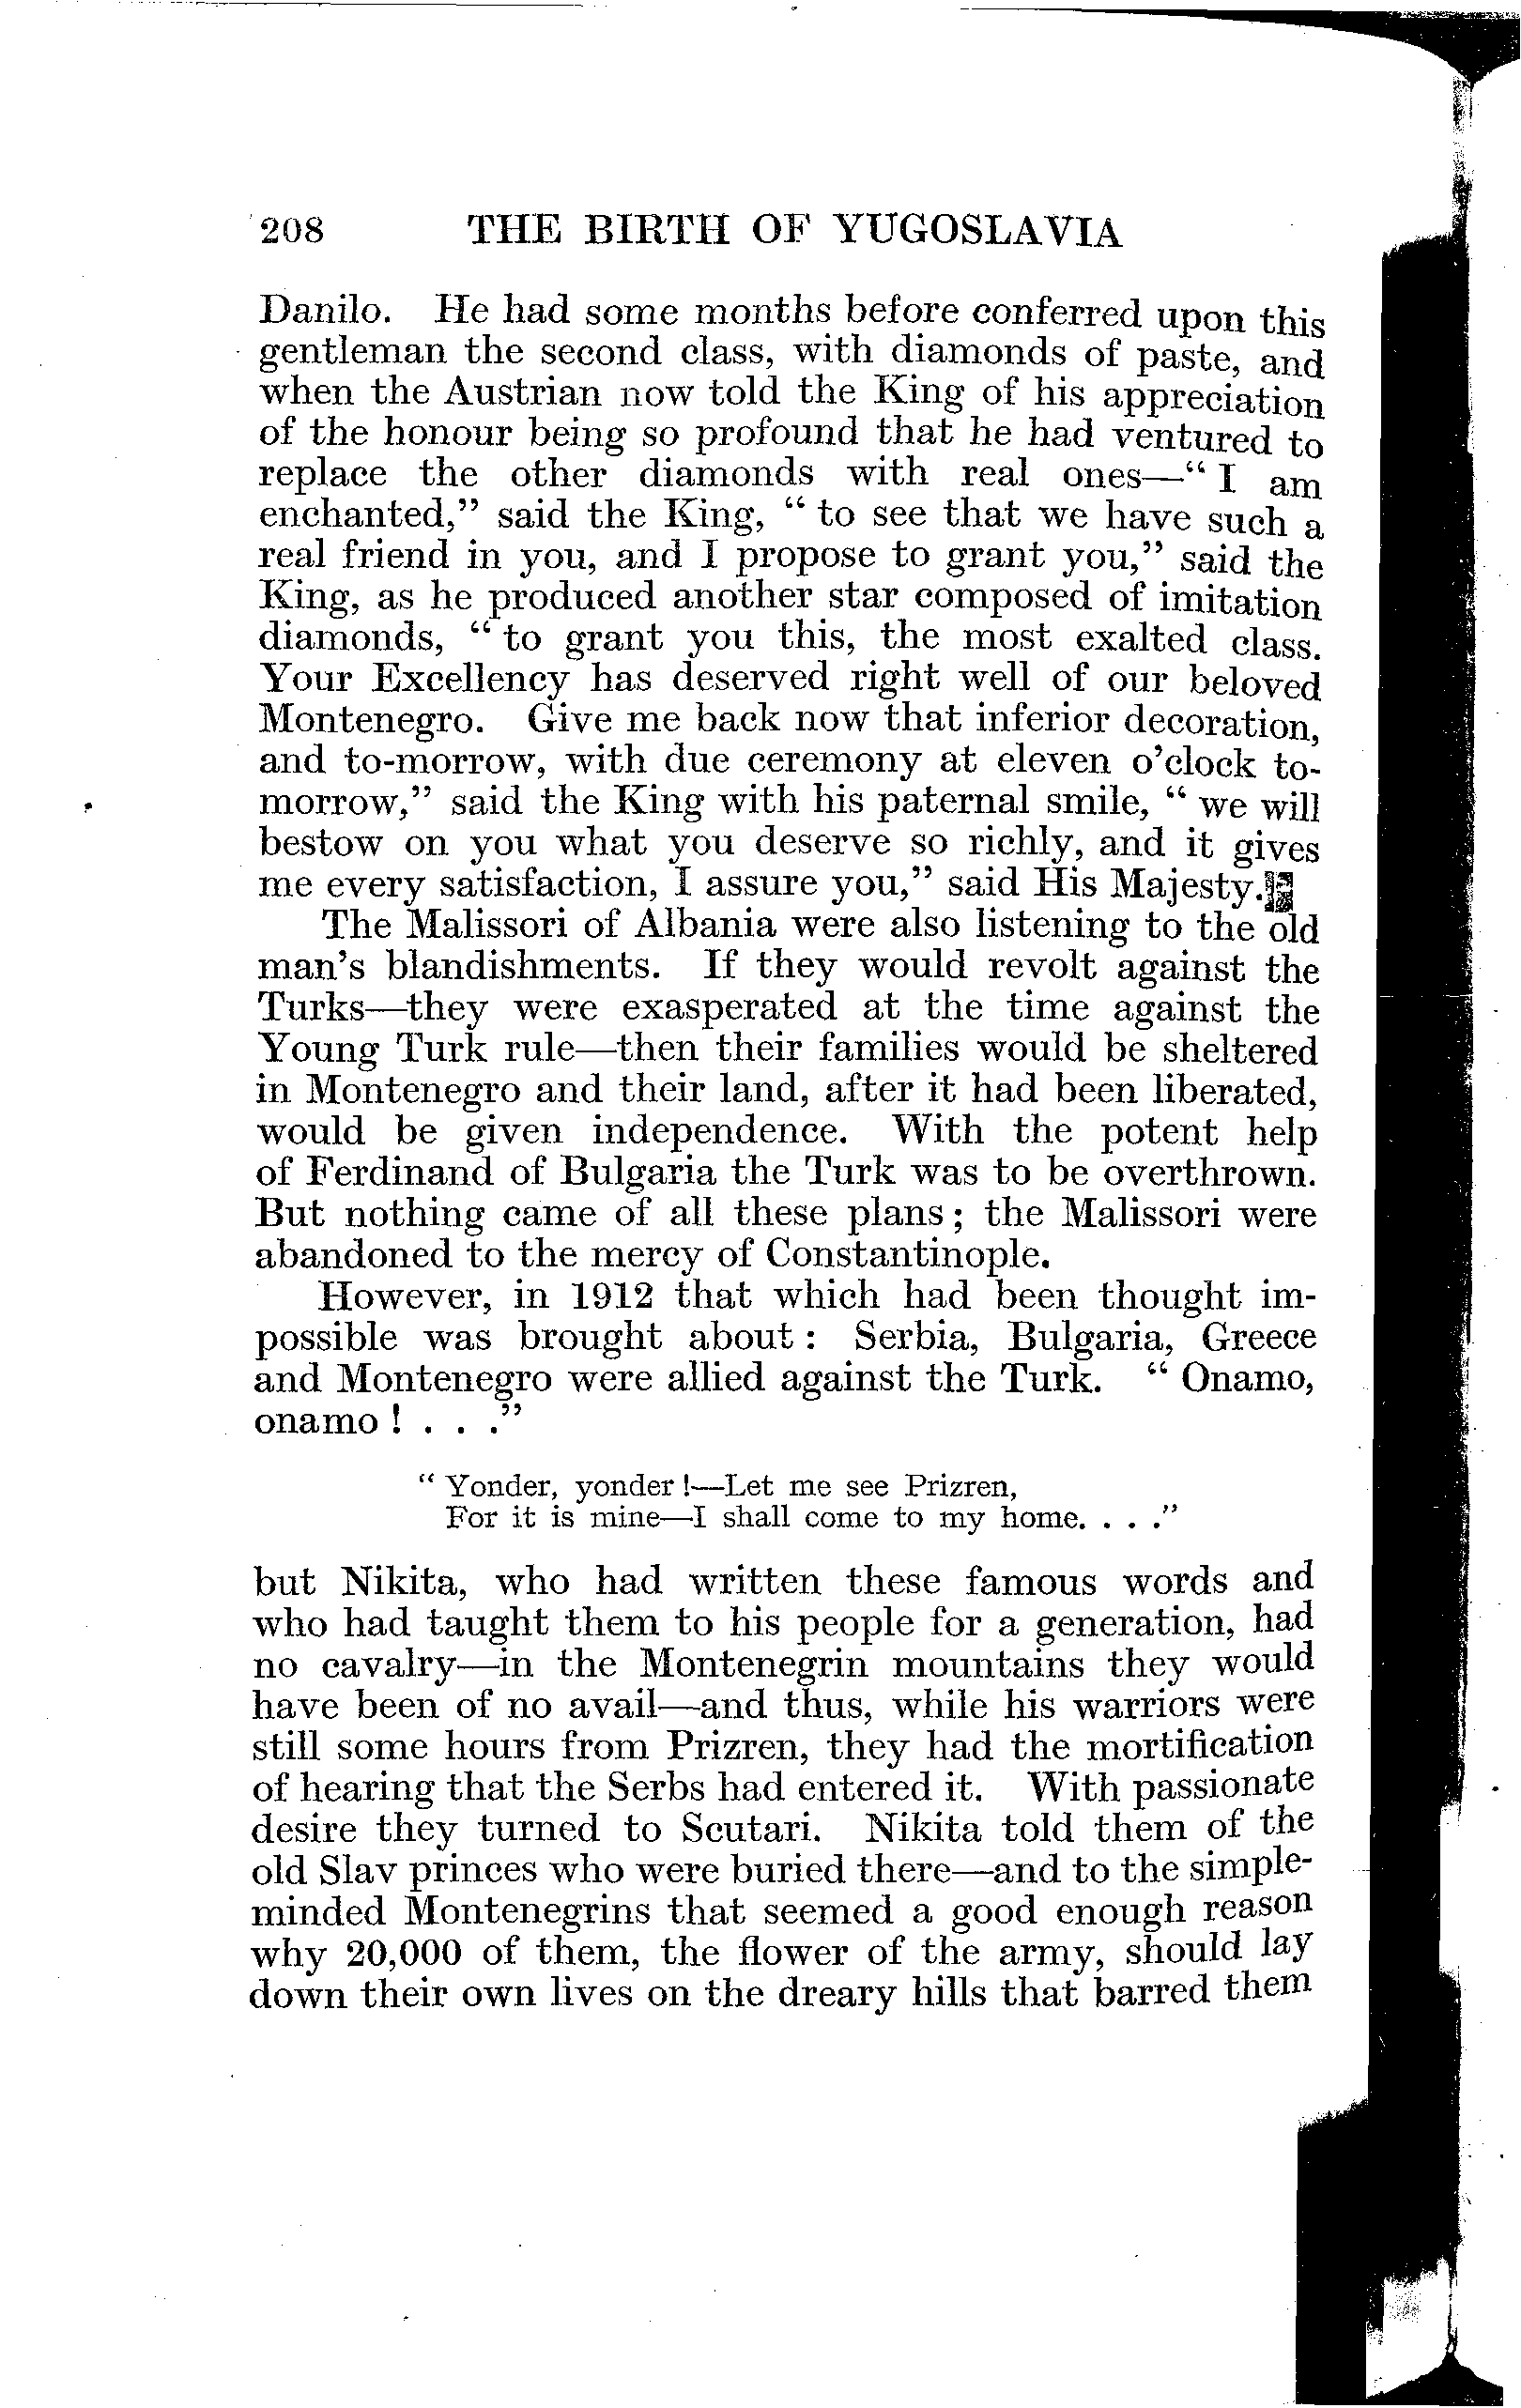 208 THE BIRTH OF YUGOSLAVIA
Danilo. He had some months before conferred upon this
gentleman the second class, with diamonds of paste, and
when the Austrian now told the King of his appreciation
of the honour being so profound that he had ventured to
replace the other diamonds with real ones—“ I am
enchanted,” said the King, “ to see that we have such a
real friend in you, and I propose to grant you,” said the
King, as he produced another star composed of imitation
diamonds, “ to grant you this, the most exalted class.
Your Excellency has deserved right well of our beloved
Montenegro. Give me back now that inferior decoration,
and to-morrow, with due ceremony at eleven o’clock to-
morrow,” said the King with his paternal smile, “ we will
bestow on you what you deserve so richly, and it gives
me every satisfaction, I assure you,” said His Majesty.
The Malissori of Albania were also listening to the old
man’s blandishments. If they would revolt against the
Turks—they were exasperated at the time against the
Young Turk rule—then their families would be sheltered
in Montenegro and their land, after it had been liberated,
would be given independence. With the potent help
of Ferdinand of Bulgaria the Turk was to be overthrown.
But nothing came of all these plans ; the Malissori were
abandoned to the mercy of Constantinople.
However, in 1912 that which had been thought im-
possible was brought about : Serbia, Bulgaria, Greece
and Montenegro were allied against the Turk. “ Onamo,
onamo ! . . .”
“ Yonder, yonder !—Let me see Prizren,
For it is mine—I shall come to my home. . . .”
but Nikita, who had written these famous words and
who had taught them to his people for a generation, had
no cavalry—in the Montenegrin mountains they would
have been of no avail—and thus, while his warriors were
still some hours from Prizren, they had the mortification
of hearing that the Serbs had entered it. With passionate
desire they turned to Scutari. Nikita told them of the
old Slav princes who were buried there—and to the simple-
minded Montenegrins that seemed a good enough reason
why 20,000 of them, the flower of the army, should lay
down their own lives on the dreary hills that barred them